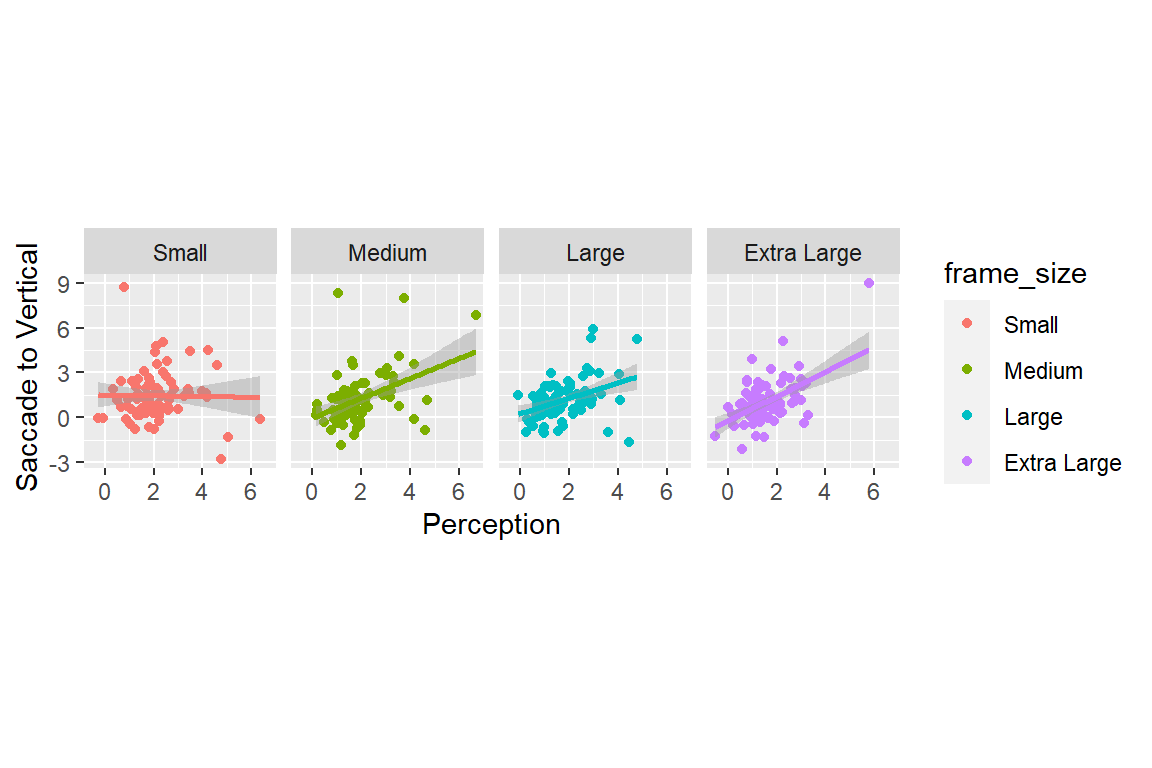 Small Medium Large Extra Large
Saccade to Vertical
9
6
3
0
-3
0 2 4 6 0 2 4 6 0 2 4 6 0 2 4 6
Perception
frame_size
Small
Medium
Large
Extra Large